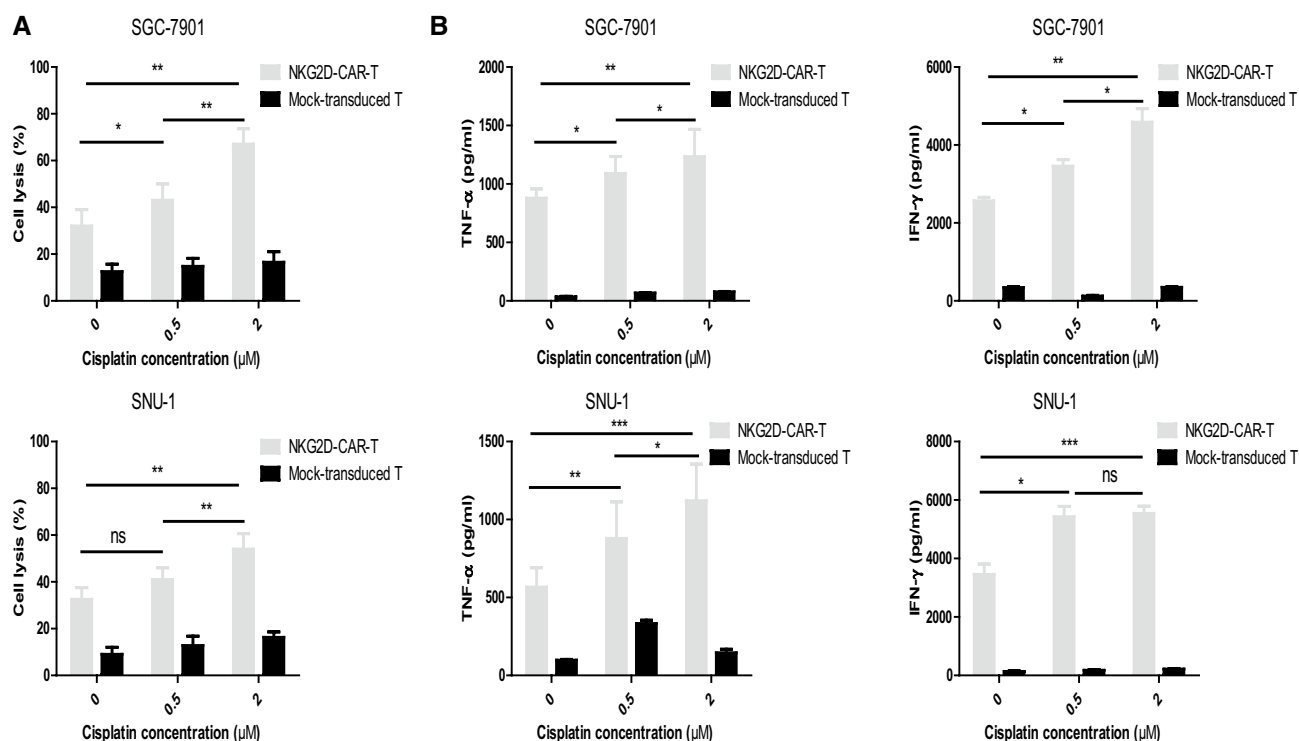 A
SGC-7901
Cell lysis (%)
100
80
60
40
20
0
**
**
*
NKG2D-CAR-T
Mock-transduced T
0
0.5
2
Cisplatin concentration (µM)
B
SGC-7901
TNF-α (pg/ml)
2000
1500
1000
500
0
**
*
*
NKG2D-CAR-T
Mock-transduced T
0
0.5
2
Cisplatin concentration (µM)
SGC-7901
IFN-γ (pg/ml)
6000
4000
2000
0
**
*
*
NKG2D-CAR-T
Mock-transduced T
0
0.5
2
Cisplatin concentration (µM)
SNU-1
Cell lysis (%)
100
80
60
40
20
0
**
**
ns
NKG2D-CAR-T
Mock-transduced T
0
0.5
2
Cisplatin concentration (µM)
SNU-1
TNF-α (pg/ml)
1500
1000
500
0
***
*
**
NKG2D-CAR-T
Mock-transduced T
0
0.5
2
Cisplatin concentration (µM)
SNU-1
IFN-γ (pg/ml)
8000
6000
4000
2000
0
***
*
ns
NKG2D-CAR-T
Mock-transduced T
0
0.5
2
Cisplatin concentration (µM)